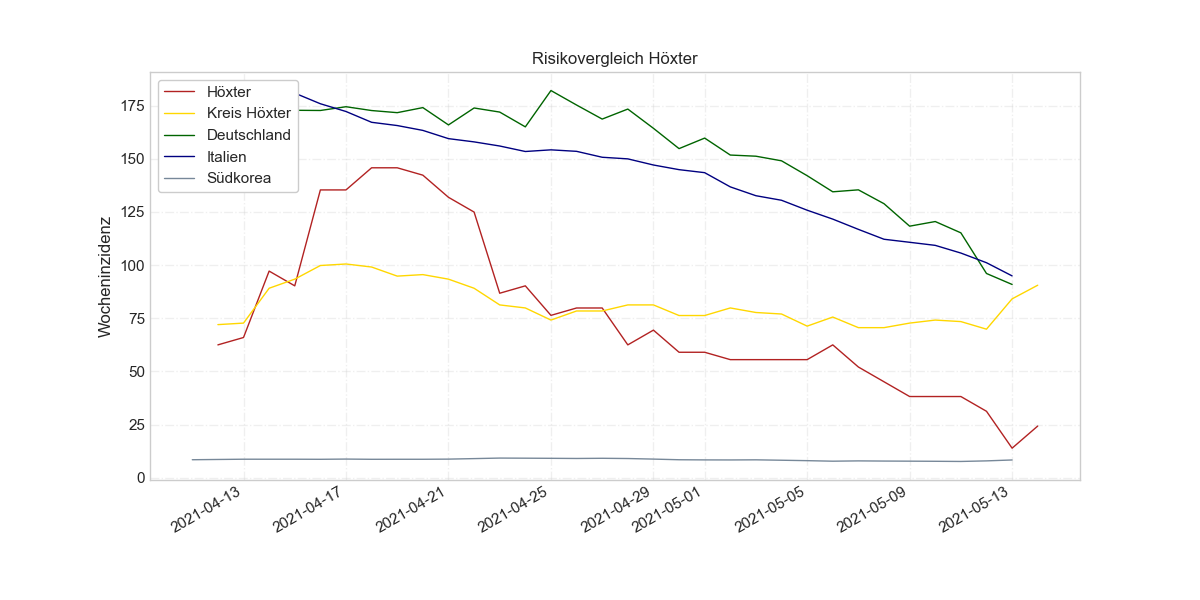 Risikovergleich Höxter
Höxter
Kreis Höxter
Deutschland
Italien
Südkorea
Wocheninzidenz
175
150
125
100
75
50
25
0
2021-04-13
2021-04-17
2021-04-21
2021-04-25
2021-04-29
2021-05-01
2021-05-05
2021-05-09
2021-05-13